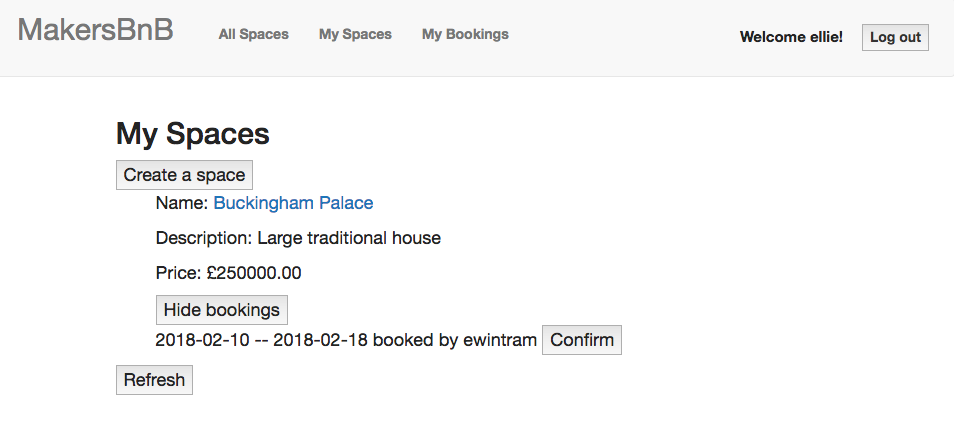 MakersBnB All Spaces My Spaces My Bookings Welcome ellie! Log out
My Spaces
Create a space
Name: Buckingham Palace
Description: Large traditional house
Price: £250000.00
Hide bookings
2018-02-10 -- 2018-02-18 booked by ewintram Confirm
Refresh